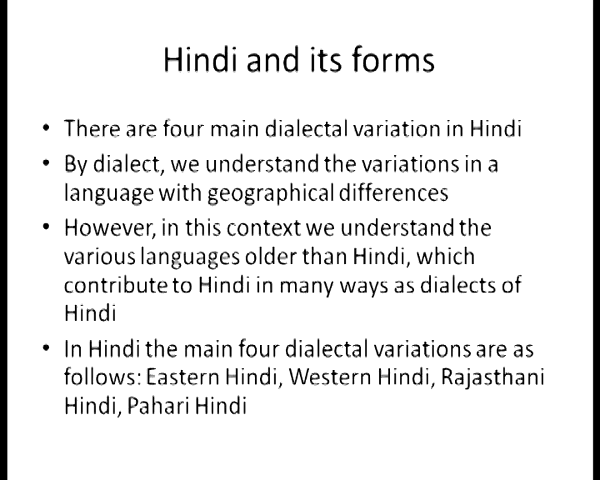 Hindi and its forms
• There are four main dialectal variation in Hindi
• By dialect, we understand the variations in a
language with geographical differences
• However, in this context we understand the
various languages older than Hindi, which
contribute to Hindi in many ways as dialects of
Hindi
• In Hindi the main four dialectal variations are as
follows: Eastern Hindi, Western Hindi, Rajasthani
Hindi, Pahari Hindi